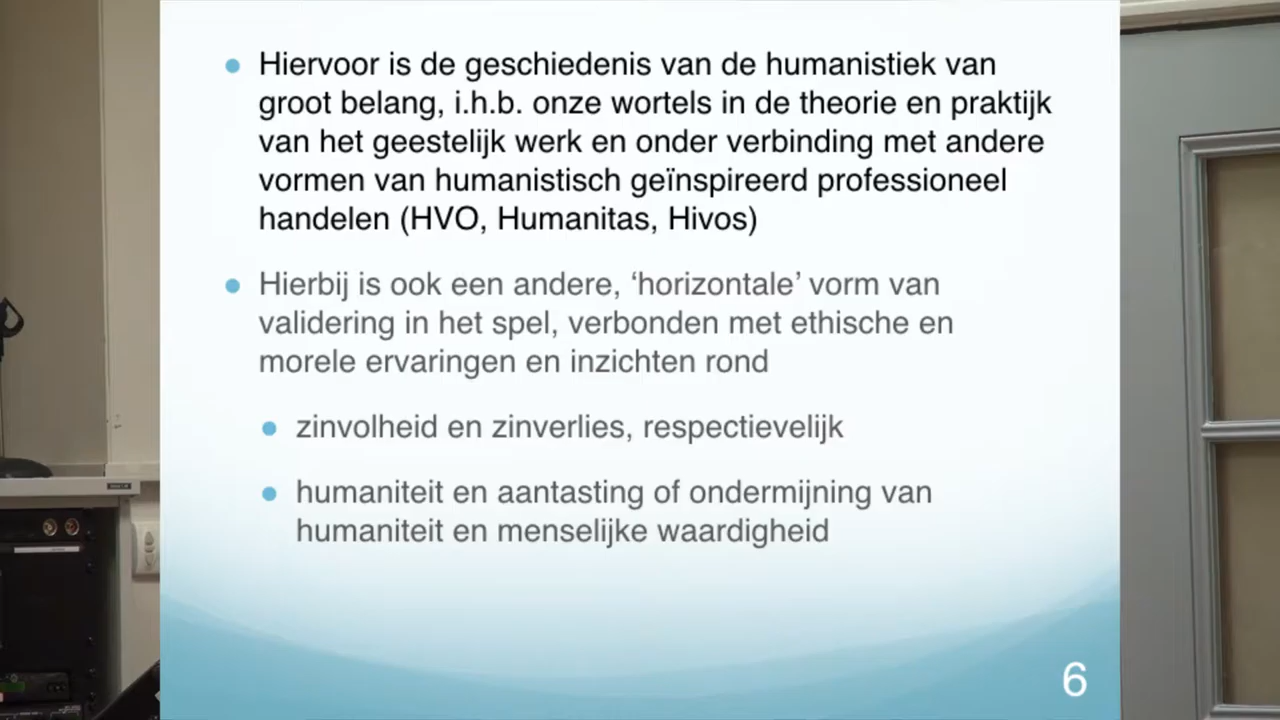 Hiervoor is de geschiedenis van de humanistiek van
groot belang, i.h.b. onze wortels in de theorie en praktijk
van het geestelijk werk en onder verbinding met andere
vormen van humanistisch geïnspireerd professioneel
handelen (HVO, Humanitas, Hivos)
Hierbij is ook een andere, ‘horizontale’ vorm van
validering in het spel, verbonden met ethische en
morele ervaringen en inzichten rond
zinvolheid en zinverlies, respectievelijk
humaniteit en aantasting of ondermijning van
humaniteit en menselijke waardigheid
6